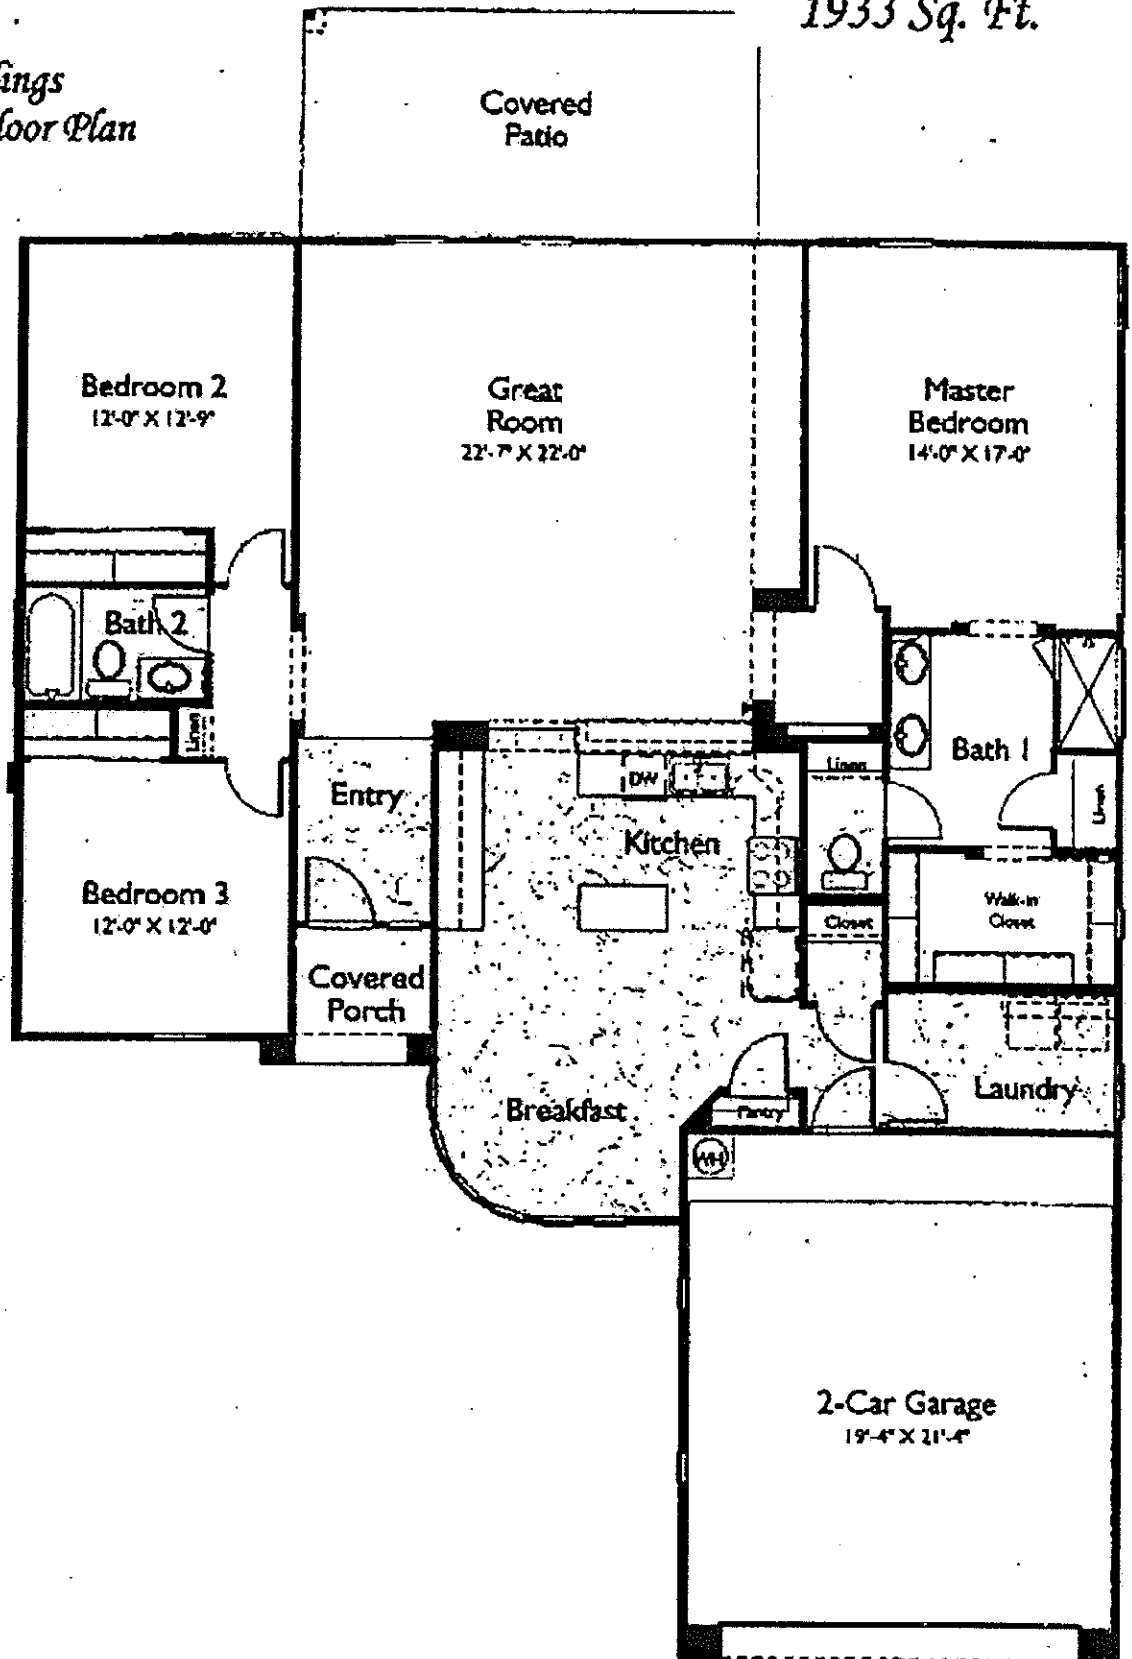 1933 Sq. Ft.
ings
loor Plan
Covered
Patio
Bedroom 2
12'-0" X 12'-9"
Great
Room
22'-7" X 22'-0"
Master
Bedroom
14'-0" X 17'-0"
Bath 2
Linen
Entry
DW
Kitchen
Linen
Bath 1
Linen
Bedroom 3
12'-0" X 12'-0"
Walk-in
Closet
Closet
Covered
Porch
Breakfast
Pantry
Laundry
WH
2-Car Garage
19'-4" X 21'-4"